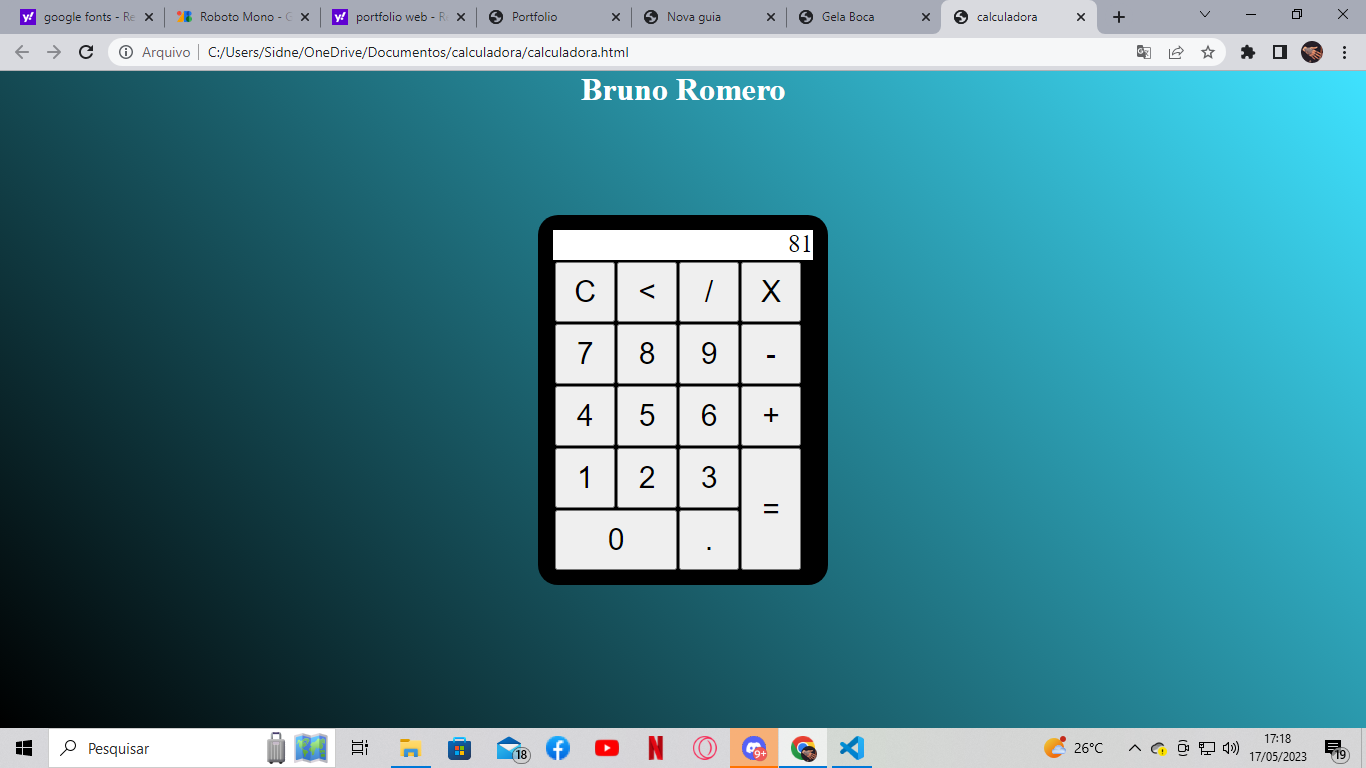 google fonts - Re
Roboto Mono - G
portfolio web - R
Portfolio
Nova guia
Gela Boca
calculadora
Arquivo
C:/Users/Sidne/OneDrive/Documentos/calculadora/calculadora.html
Bruno Romero
81
C < / X
7 8 9 -
4 5 6 +
1 2 3
=
0 .
Pesquisar
18
9+
26°C
17:18
17/05/2023
19